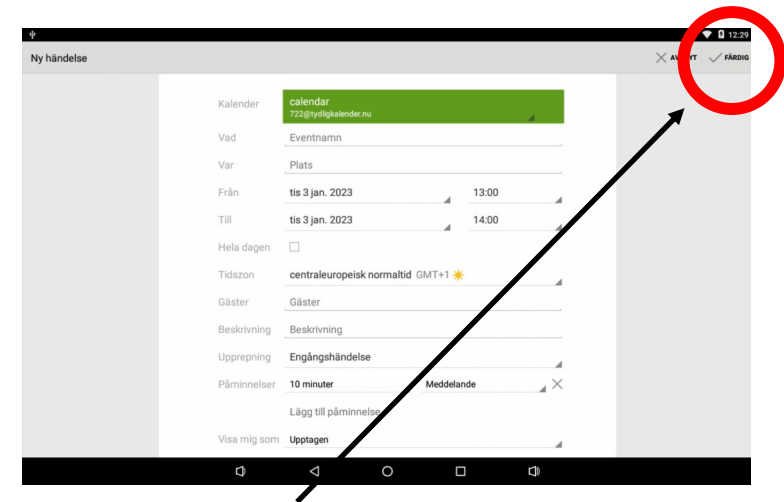 12:29
Ny händelse
FÄRDIG
Kalender calendar
722@tydligkalender.nu
Vad Eventnamn
Var Plats
Från tis 3 jan. 2023 13:00
Till tis 3 jan. 2023 14:00
Hela dagen
Tidszon centraleuropeisk normaltid GMT+1
Gäster Gäster
Beskrivning Beskrivning
Upprepning Engångshändelse
Påminnelser 10 minuter Meddelande
Lägg till påminnelse
Visa mig som Upptagen